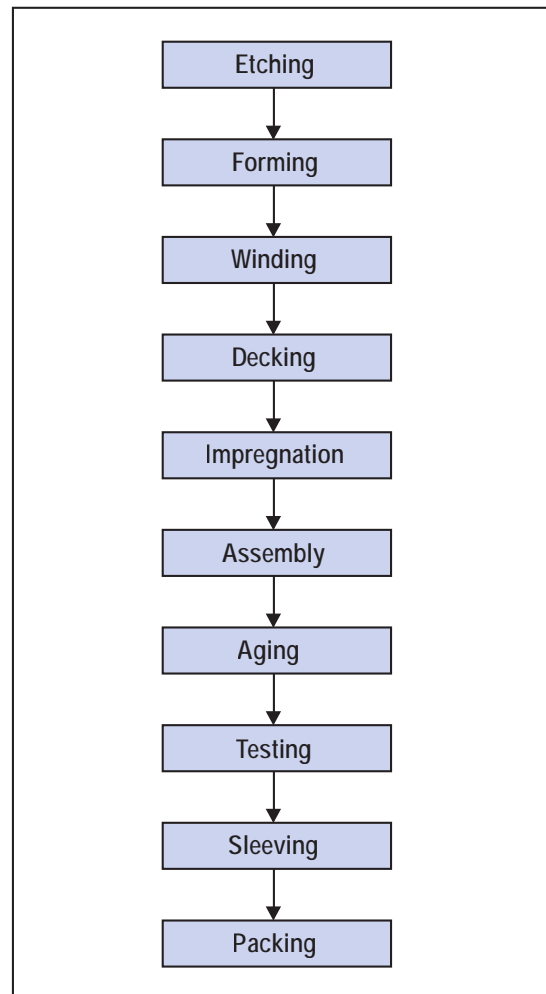 Etching
Forming
Winding
Decking
Impregnation
Assembly
Aging
Testing
Sleeving
Packing